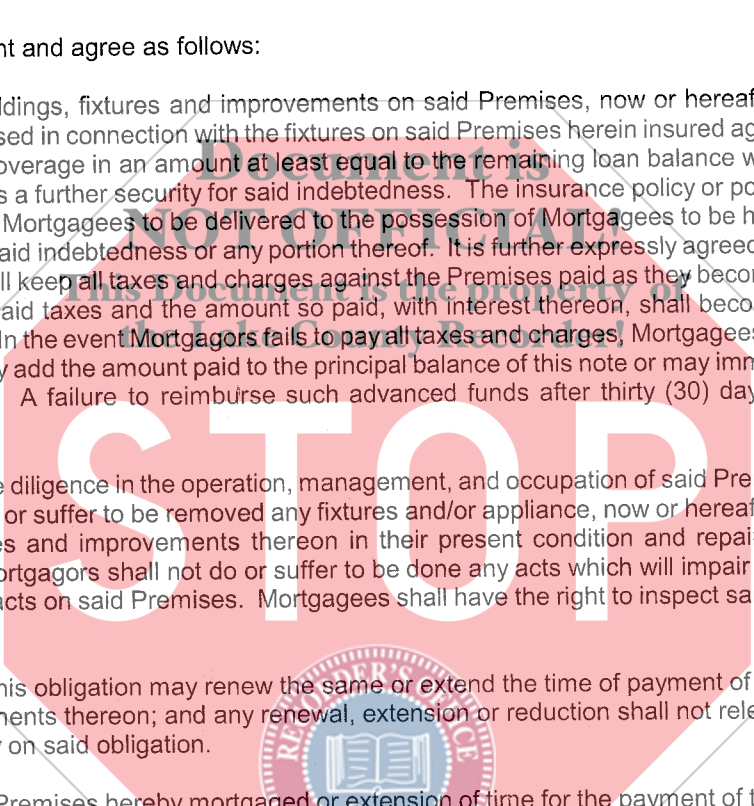 nt and agree as follows:
ldings, fixtures and improvements on said Premises, now or hereaf
sed in connection with the fixtures on said Premises herein insured ag
Document is
overage in an amount at least equal to the remaining loan balance w
s a further security for said indebtedness. The insurance policy or po
NOT OFFICIAL!
Mortgagees to be delivered to the possession of Mortgagees to be h
aid indebtedness or any portion thereof. It is further expressly agreed
ll keep all taxes and charges against the Premises paid as they becom
This Document is the property of
aid taxes and the amount so paid, with interest thereon, shall beco
the Lake County Recorder!
In the event Mortgagors fails to pay all taxes and charges, Mortgagees
y add the amount paid to the principal balance of this note or may imm
A failure to reimburse such advanced funds after thirty (30) day
STOP
e diligence in the operation, management, and occupation of said Pre
or suffer to be removed any fixtures and/or appliance, now or hereaf
es and improvements thereon in their present condition and repai
ortgagors shall not do or suffer to be done any acts which will impair
acts on said Premises. Mortgagees shall have the right to inspect sa
his obligation may renew the same or extend the time of payment of
nents thereon; and any renewal, extension or reduction shall not rele
RECORDER'S OFFICE
y on said obligation.
Premises hereby mortgaged or extension of time for the payment of t